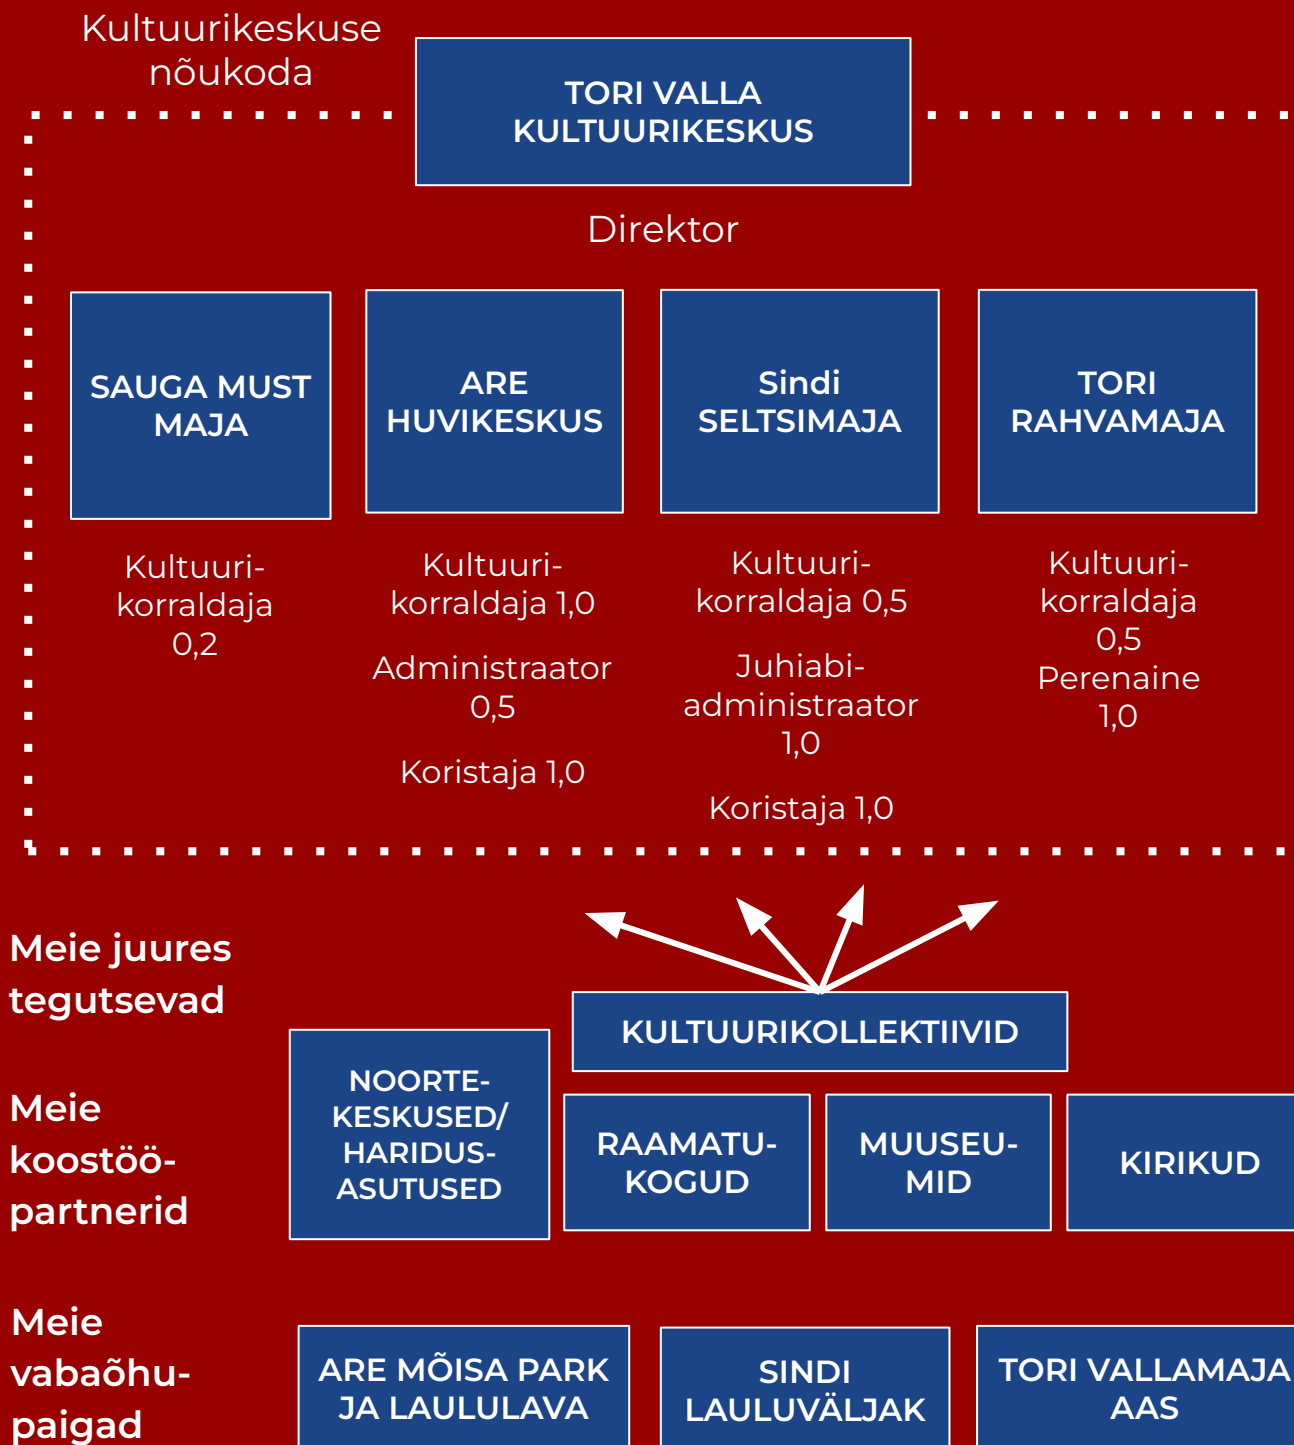 Kultuurikeskuse
nõukoda
TORI VALLA
KULTUURIKESKUS
Direktor
SAUGA MUST
MAJA
ARE
HUVIKESKUS
Sindi
SELTSIMAJA
TORI
RAHVAMAJA
Kultuuri-
korraldaja
0,2
Kultuuri-
korraldaja 1,0
Administraator
0,5
Koristaja 1,0
Kultuuri-
korraldaja 0,5
Juhiabi-
administraator
1,0
Koristaja 1,0
Kultuuri-
korraldaja
0,5
Perenaine
1,0
Meie juures
tegutsevad
KULTUURIKOLLEKTIIVID
Meie
koostöö-
partnerid
NOORTE-
KESKUSED/
HARIDUS-
ASUTUSED
RAAMATU-
KOGUD
MUUSEU-
MID
KIRIKUD
Meie
vabaõhu-
paigad
ARE MÕISA PARK
JA LAULULAVA
SINDI
LAULUVÄLJAK
TORI VALLAMAJA
AAS